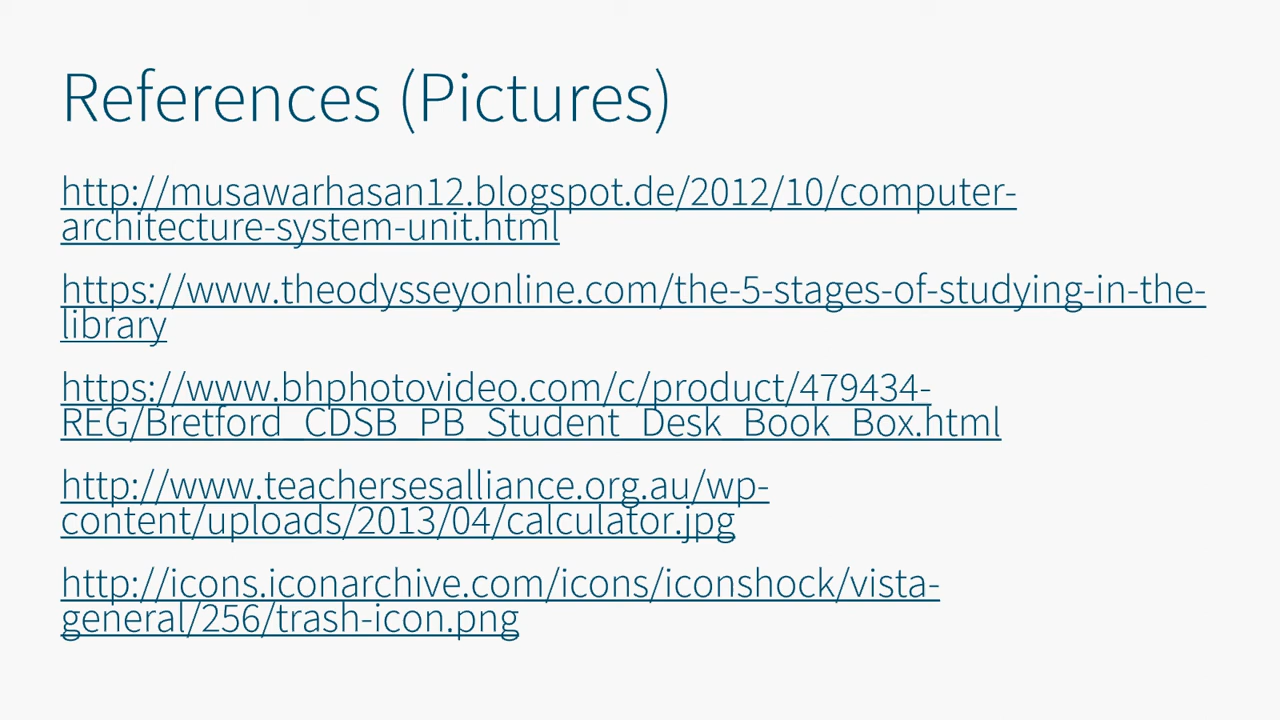 References (Pictures)
http://musawarhasan12.blogspot.de/2012/10/computer-
architecture-system-unit.html
https://www.theodysseyonline.com/the-5-stages-of-studying-in-the-
library
https://www.bhphotovideo.com/c/product/479434-
REG/Bretford_CDSB_PB_Student_Desk_Book_Box.html
http://www.teachersesalliance.org.au/wp-
content/uploads/2013/04/calculator.jpg
http://icons.iconarchive.com/icons/iconshock/vista-
general/256/trash-icon.png